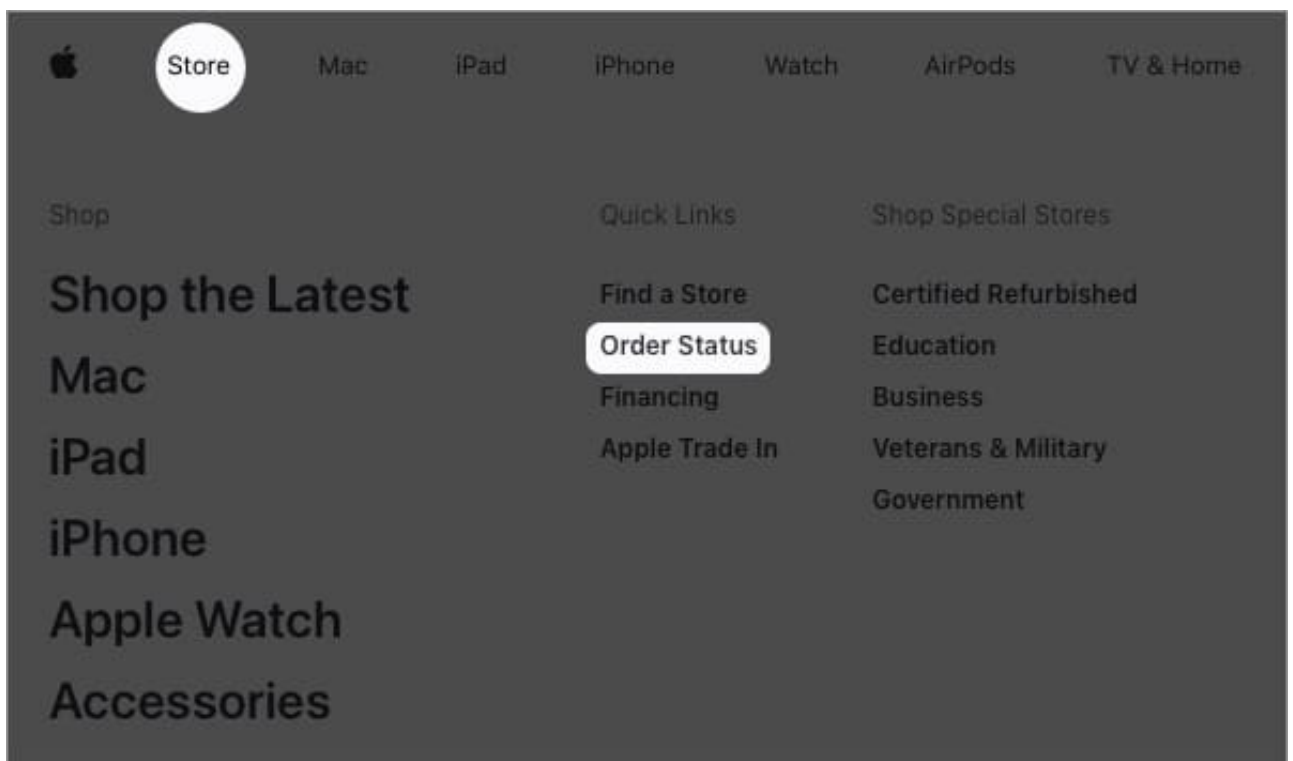 Store Mac iPad iPhone Watch AirPods TV & Home
Shop
Shop the Latest
Mac
iPad
iPhone
Apple Watch
Accessories
Quick Links
Find a Store
Order Status
Financing
Apple Trade In
Shop Special Stores
Certified Refurbished
Education
Business
Veterans & Military
Government